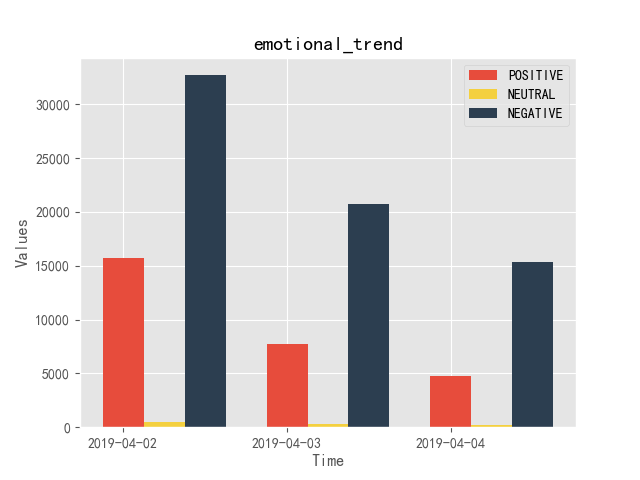 emotional_trend
POSITIVE
NEUTRAL
NEGATIVE
Values
30000
25000
20000
15000
10000
5000
0
2019-04-02 2019-04-03 2019-04-04
Time